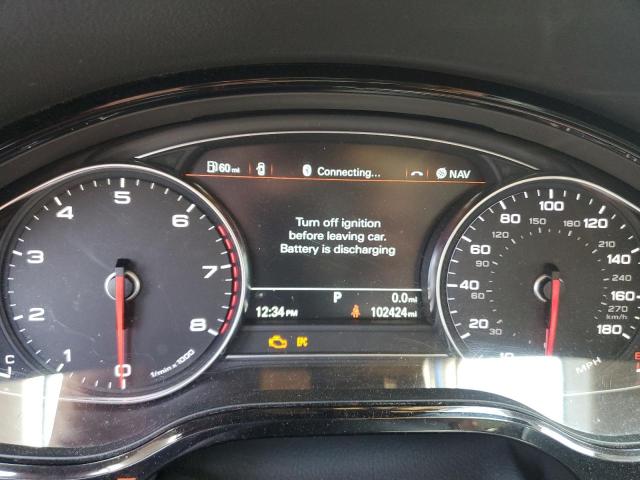 60 mi
Connecting...
NAV
Turn off ignition
before leaving car.
Battery is discharging
P
0.0 mi
12:34 PM
102424 mi
EPC
0
1
2
3
4
5
6
7
8
1/min x 1000
C
10
20
40
60
80
100
120
140
160
180
30
60
90
120
150
180
210
240
270
km/h
MPH